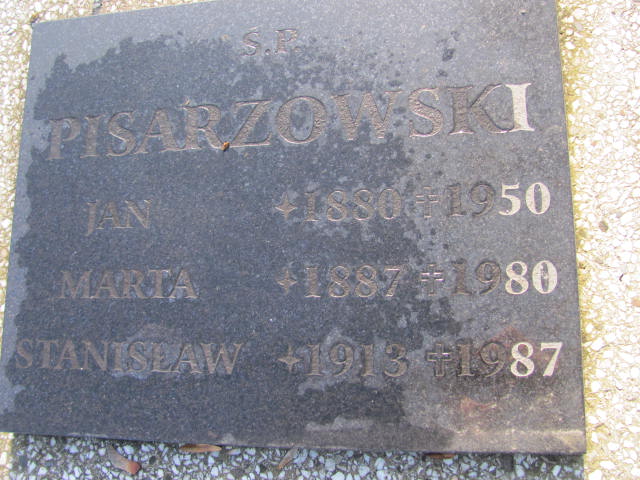 Ś.P.
PISARZOWSKI
JAN ✦1880 ✝1950
MARTA ✦1887 ✝1980
STANISŁAW ✦1913 ✝1987